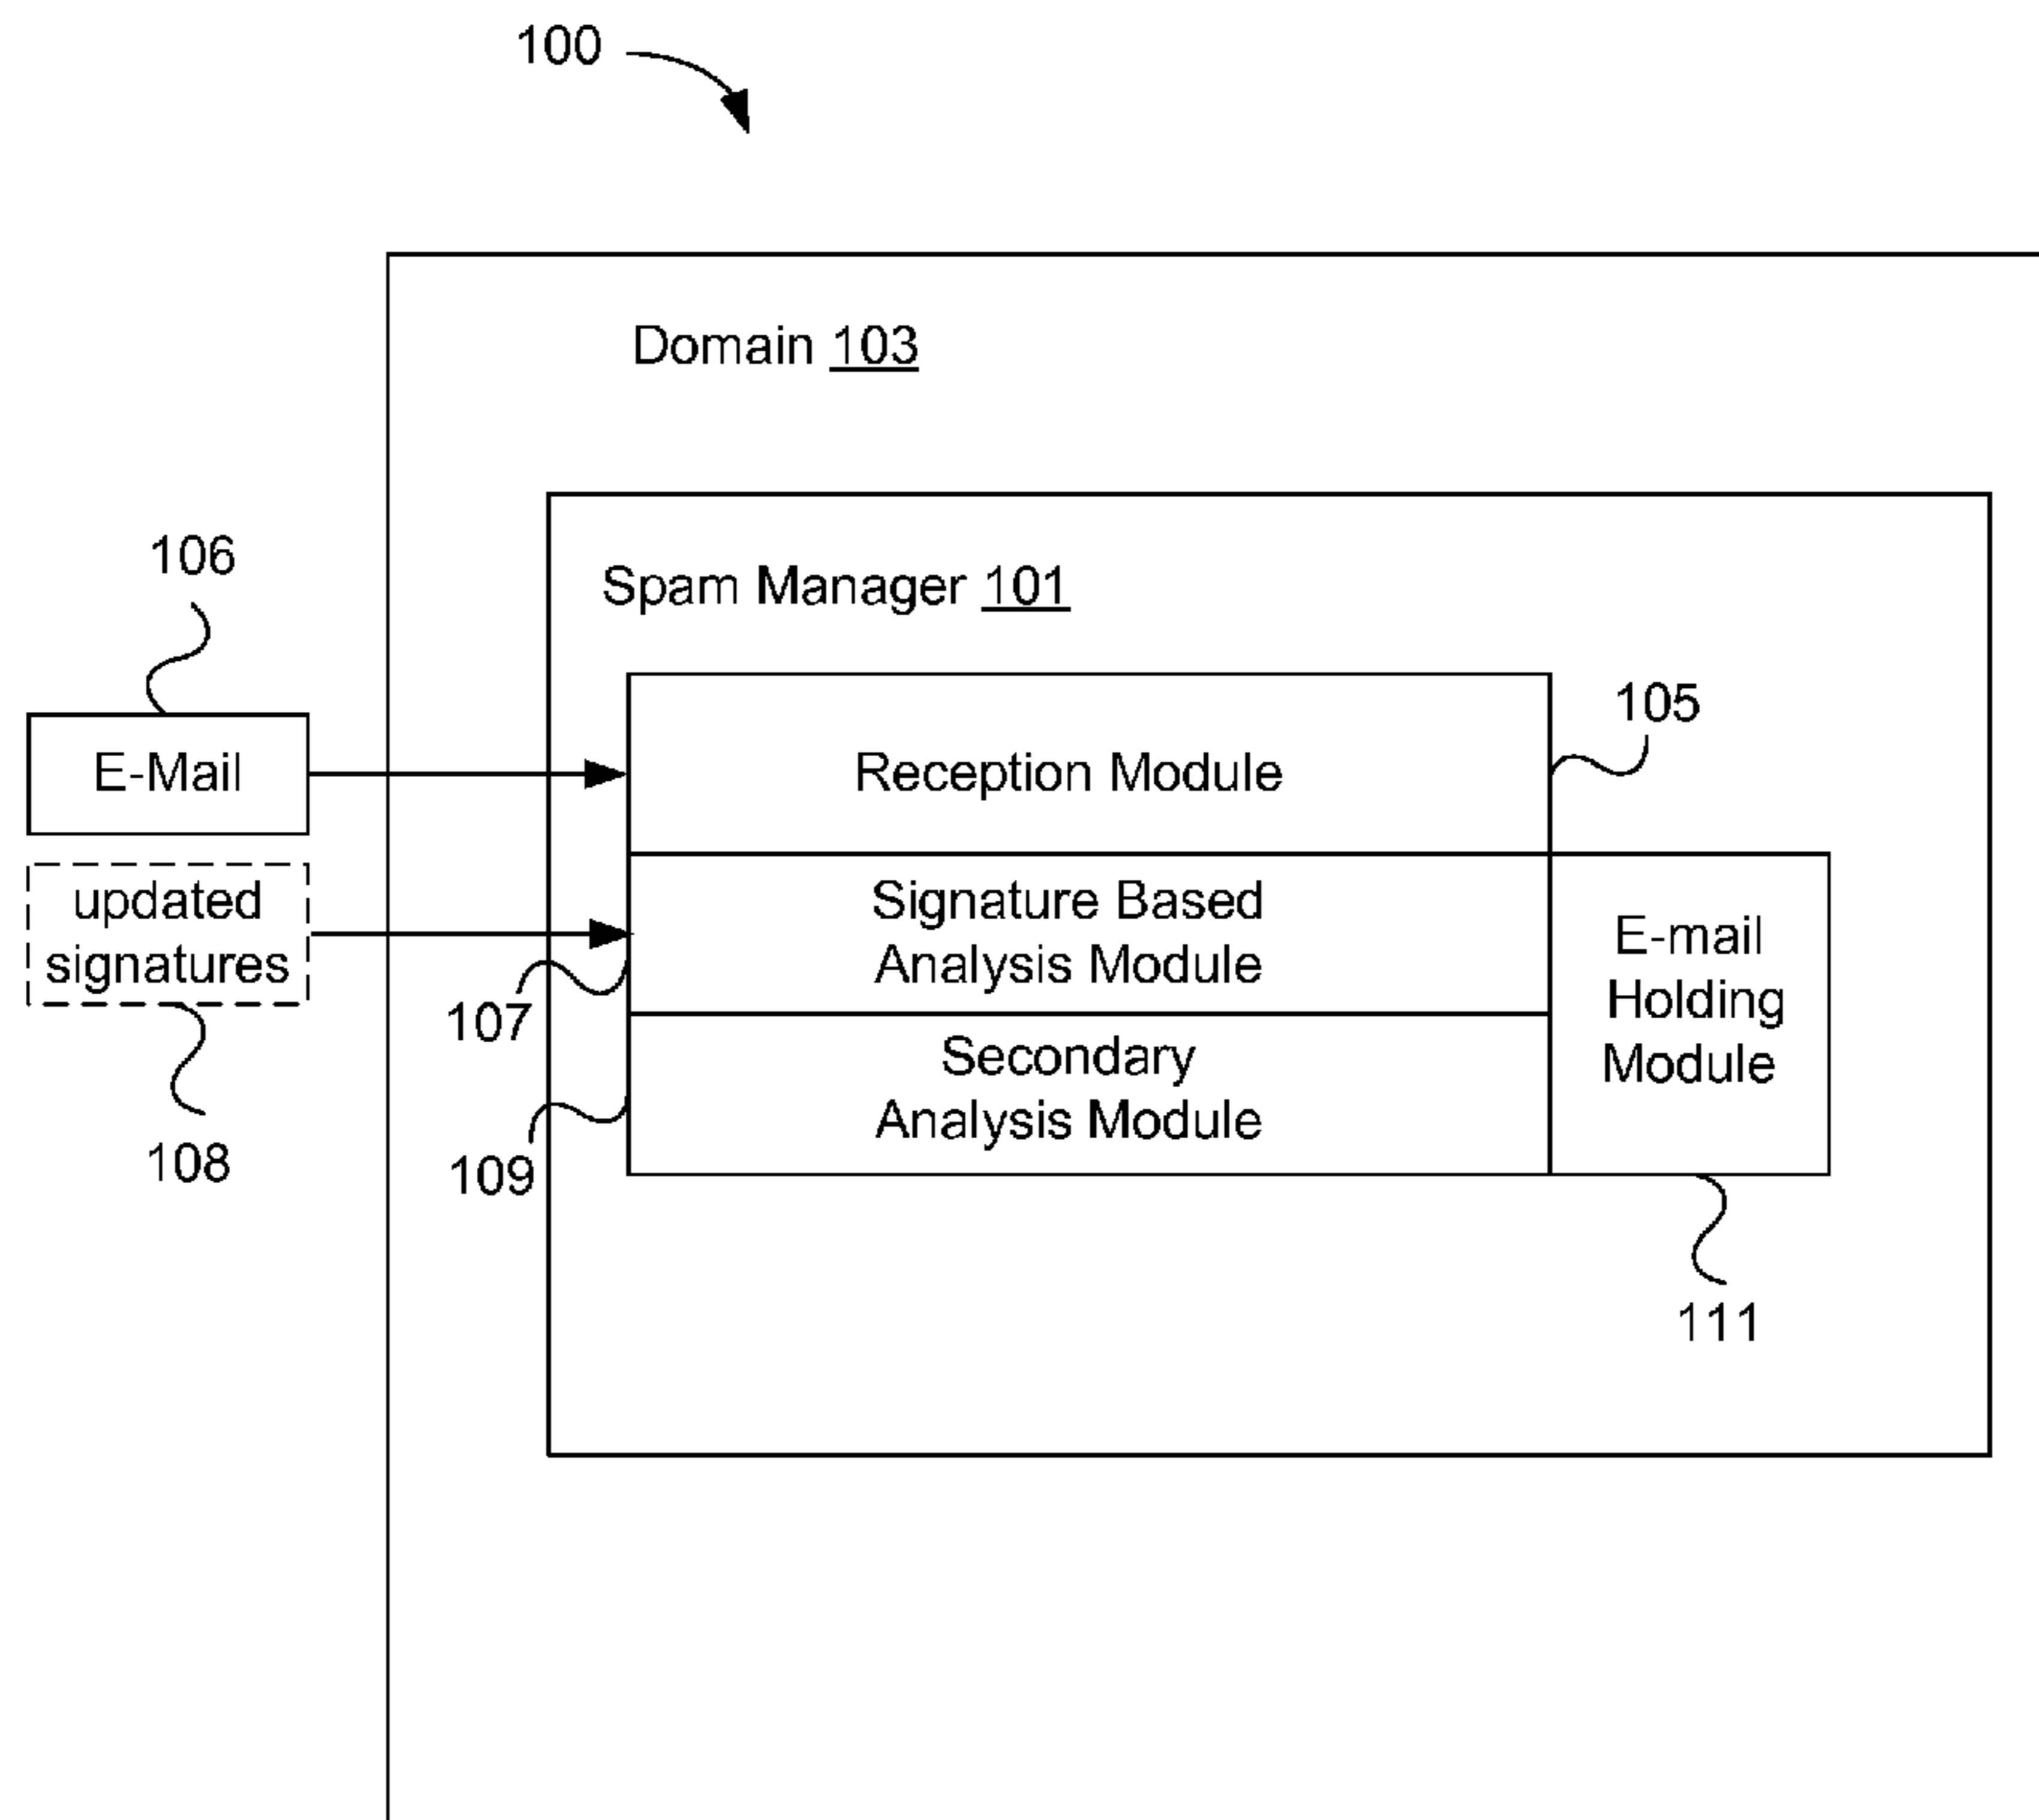 100
Domain 103
106
Spam Manager 101
105
E-Mail
Reception Module
updated
signatures
Signature Based
Analysis Module
E-mail
Holding
Module
107
Secondary
Analysis Module
108
109
111